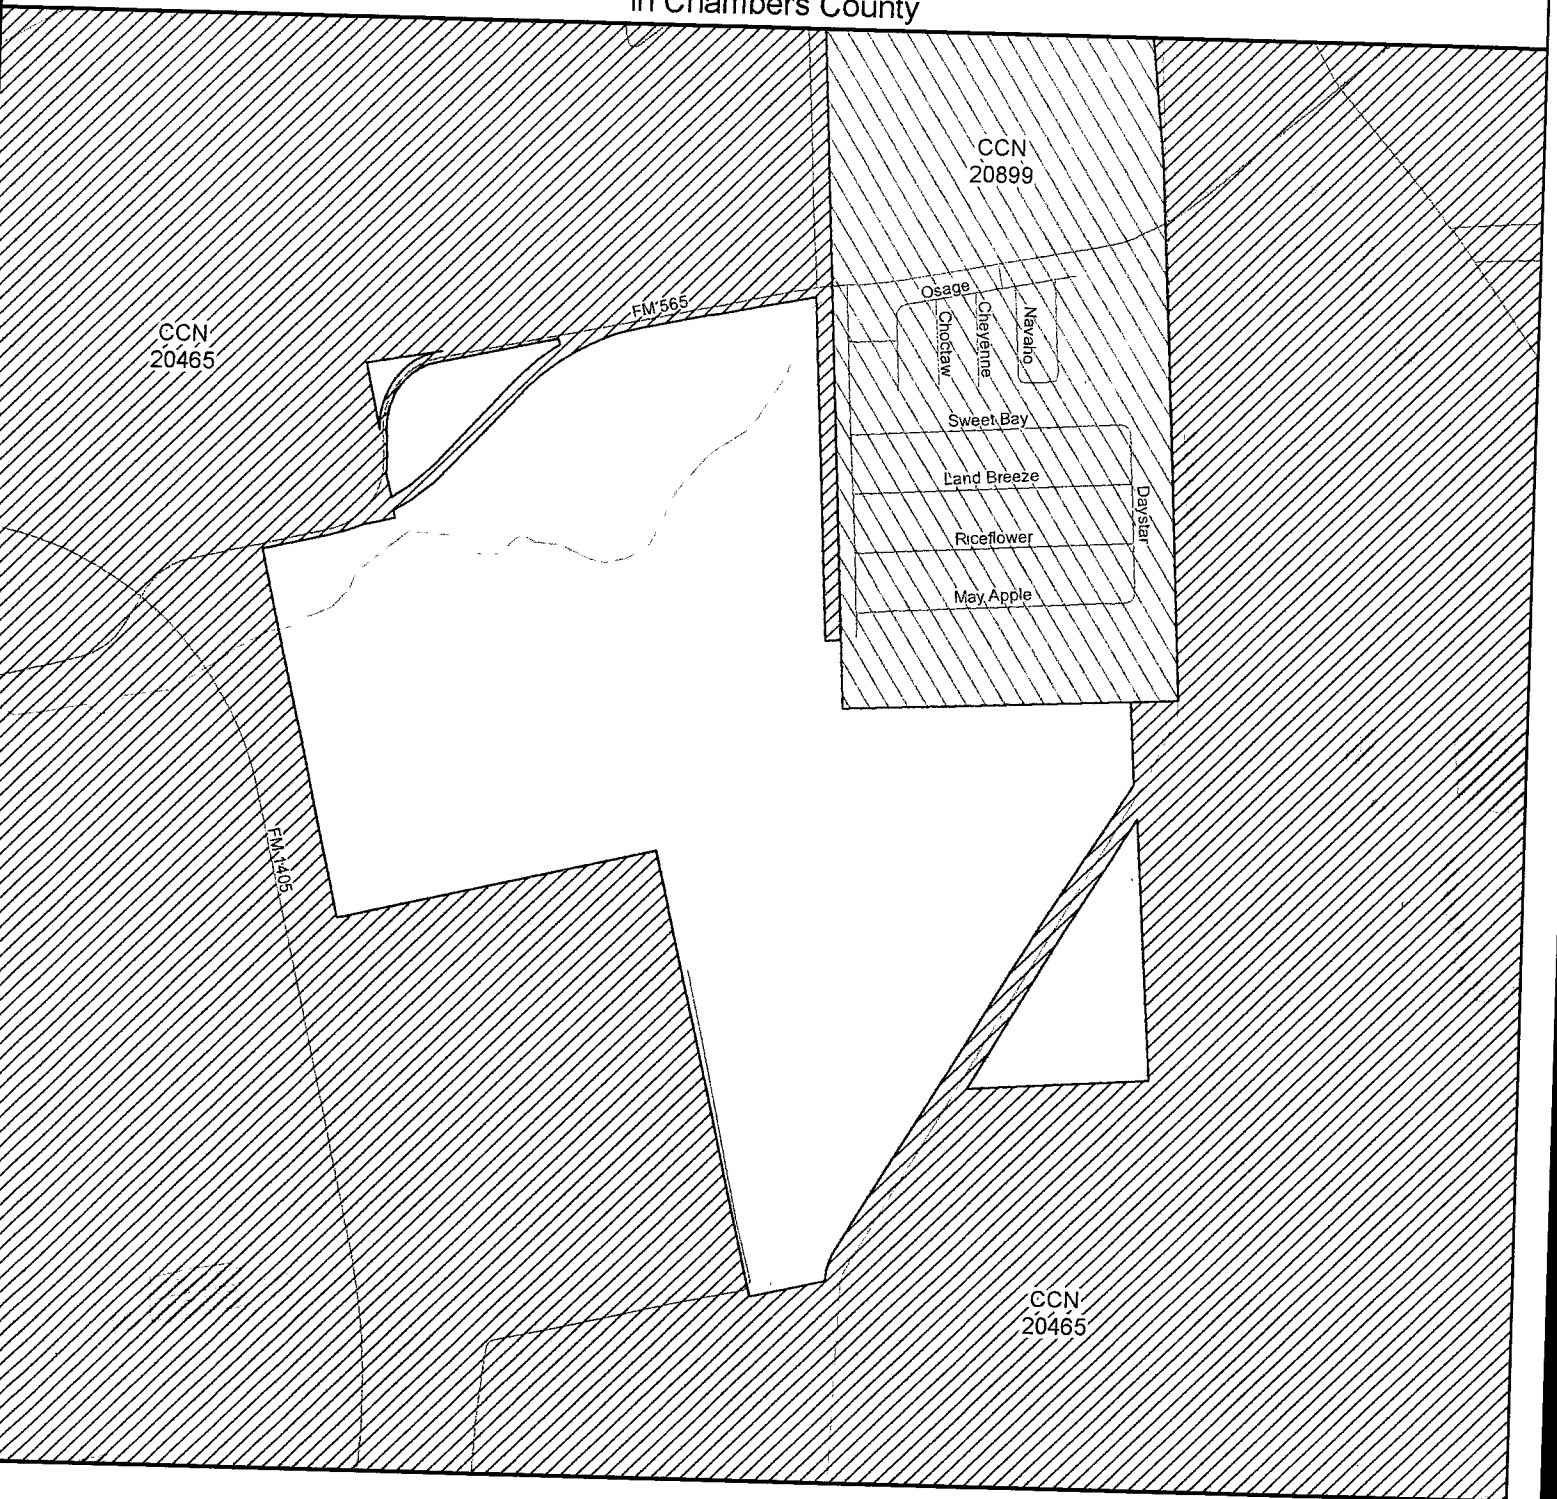 in Chambers County
CCN
20899
Osage
FM 565
Choctaw
Cheyenne
Navaho
CCN
20465
Sweet Bay
Land Breeze
Daystar
Riceflower
May Apple
FM 1405
CCN
20465